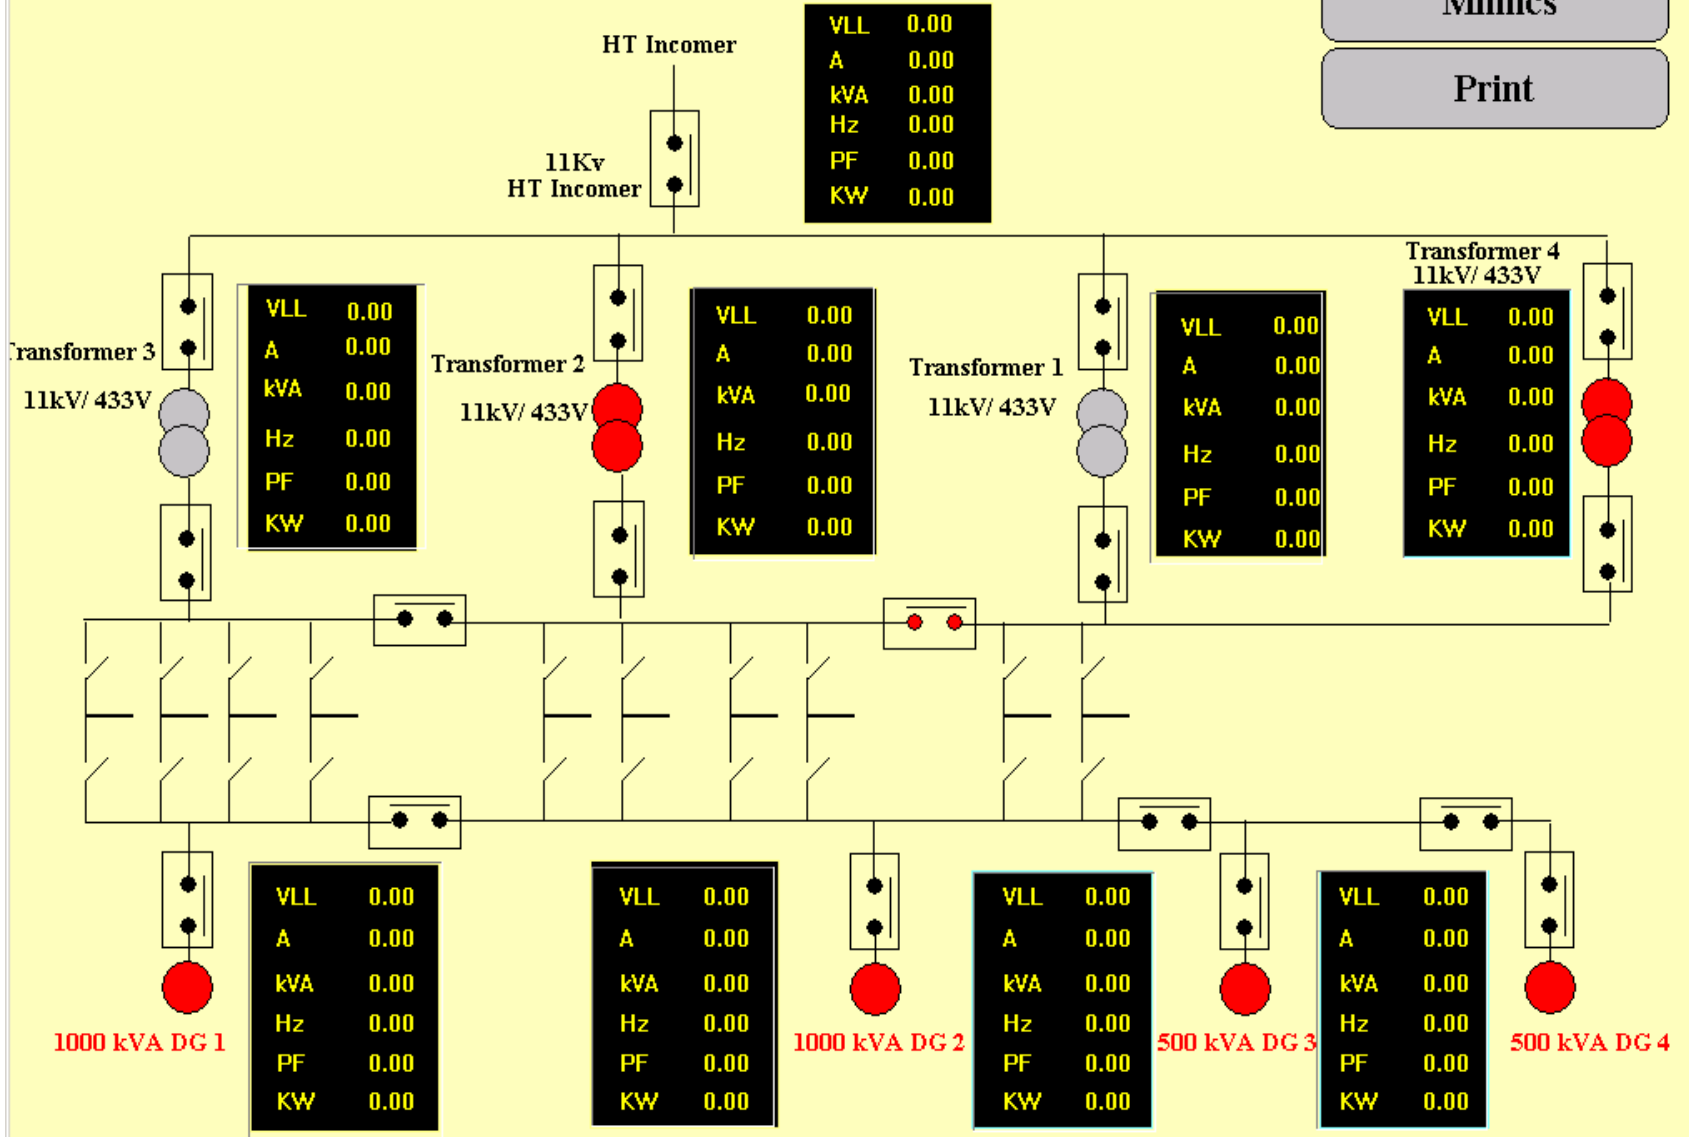 Mimics
Print
HT Incomer
VLL 0.00
A 0.00
kVA 0.00
Hz 0.00
PF 0.00
KW 0.00
11Kv
HT Incomer
Transformer 3
11kV/ 433V
VLL 0.00
A 0.00
kVA 0.00
Hz 0.00
PF 0.00
KW 0.00
Transformer 2
11kV/ 433V
VLL 0.00
A 0.00
kVA 0.00
Hz 0.00
PF 0.00
KW 0.00
Transformer 1
11kV/ 433V
VLL 0.00
A 0.00
kVA 0.00
Hz 0.00
PF 0.00
KW 0.00
Transformer 4
11kV/ 433V
VLL 0.00
A 0.00
kVA 0.00
Hz 0.00
PF 0.00
KW 0.00
1000 kVA DG 1
VLL 0.00
A 0.00
kVA 0.00
Hz 0.00
PF 0.00
KW 0.00
VLL 0.00
A 0.00
kVA 0.00
Hz 0.00
PF 0.00
KW 0.00
1000 kVA DG 2
VLL 0.00
A 0.00
kVA 0.00
Hz 0.00
PF 0.00
KW 0.00
500 kVA DG 3
VLL 0.00
A 0.00
kVA 0.00
Hz 0.00
PF 0.00
KW 0.00
500 kVA DG 4